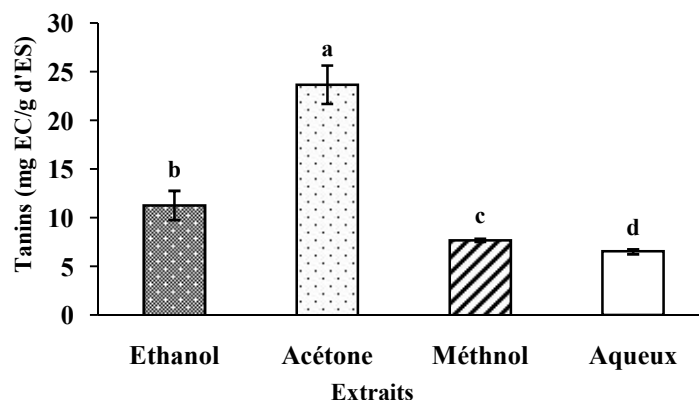 Tanins (mg EC/g d'ES)
30
25
20
15
10
5
0
b
a
c
d
Ethanol Acétone Méthnol Aqueux
Extraits